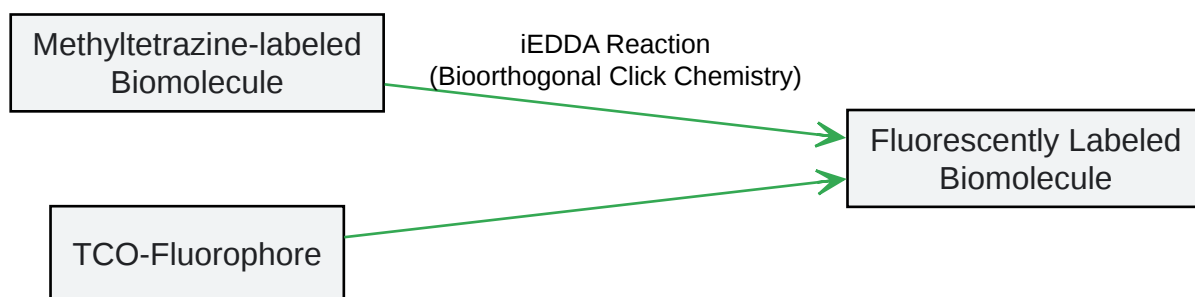 Methyltetrazine-labeled
Biomolecule
iEDDA Reaction
(Bioorthogonal Click Chemistry)
Fluorescently Labeled
Biomolecule
TCO-Fluorophore